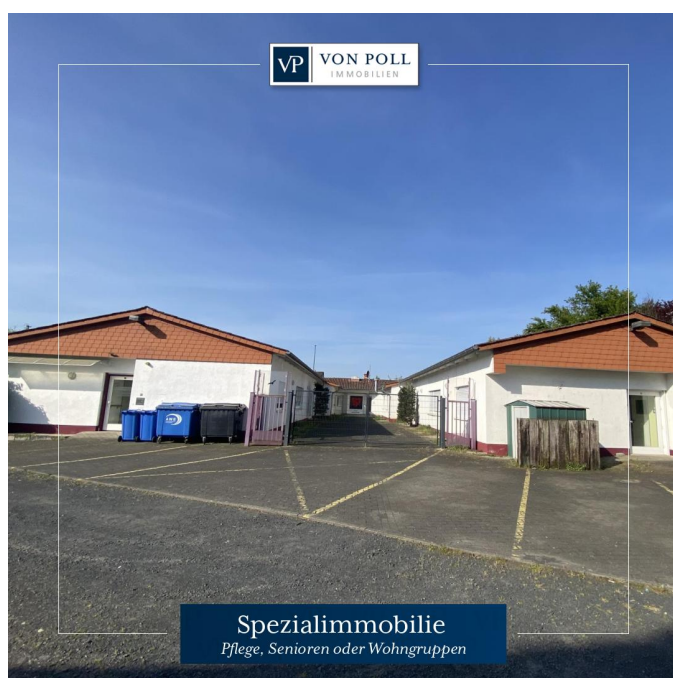 VP VON POLL
IMMOBILIEN
Spezialimmobilie
Pflege, Senioren oder Wohngruppen